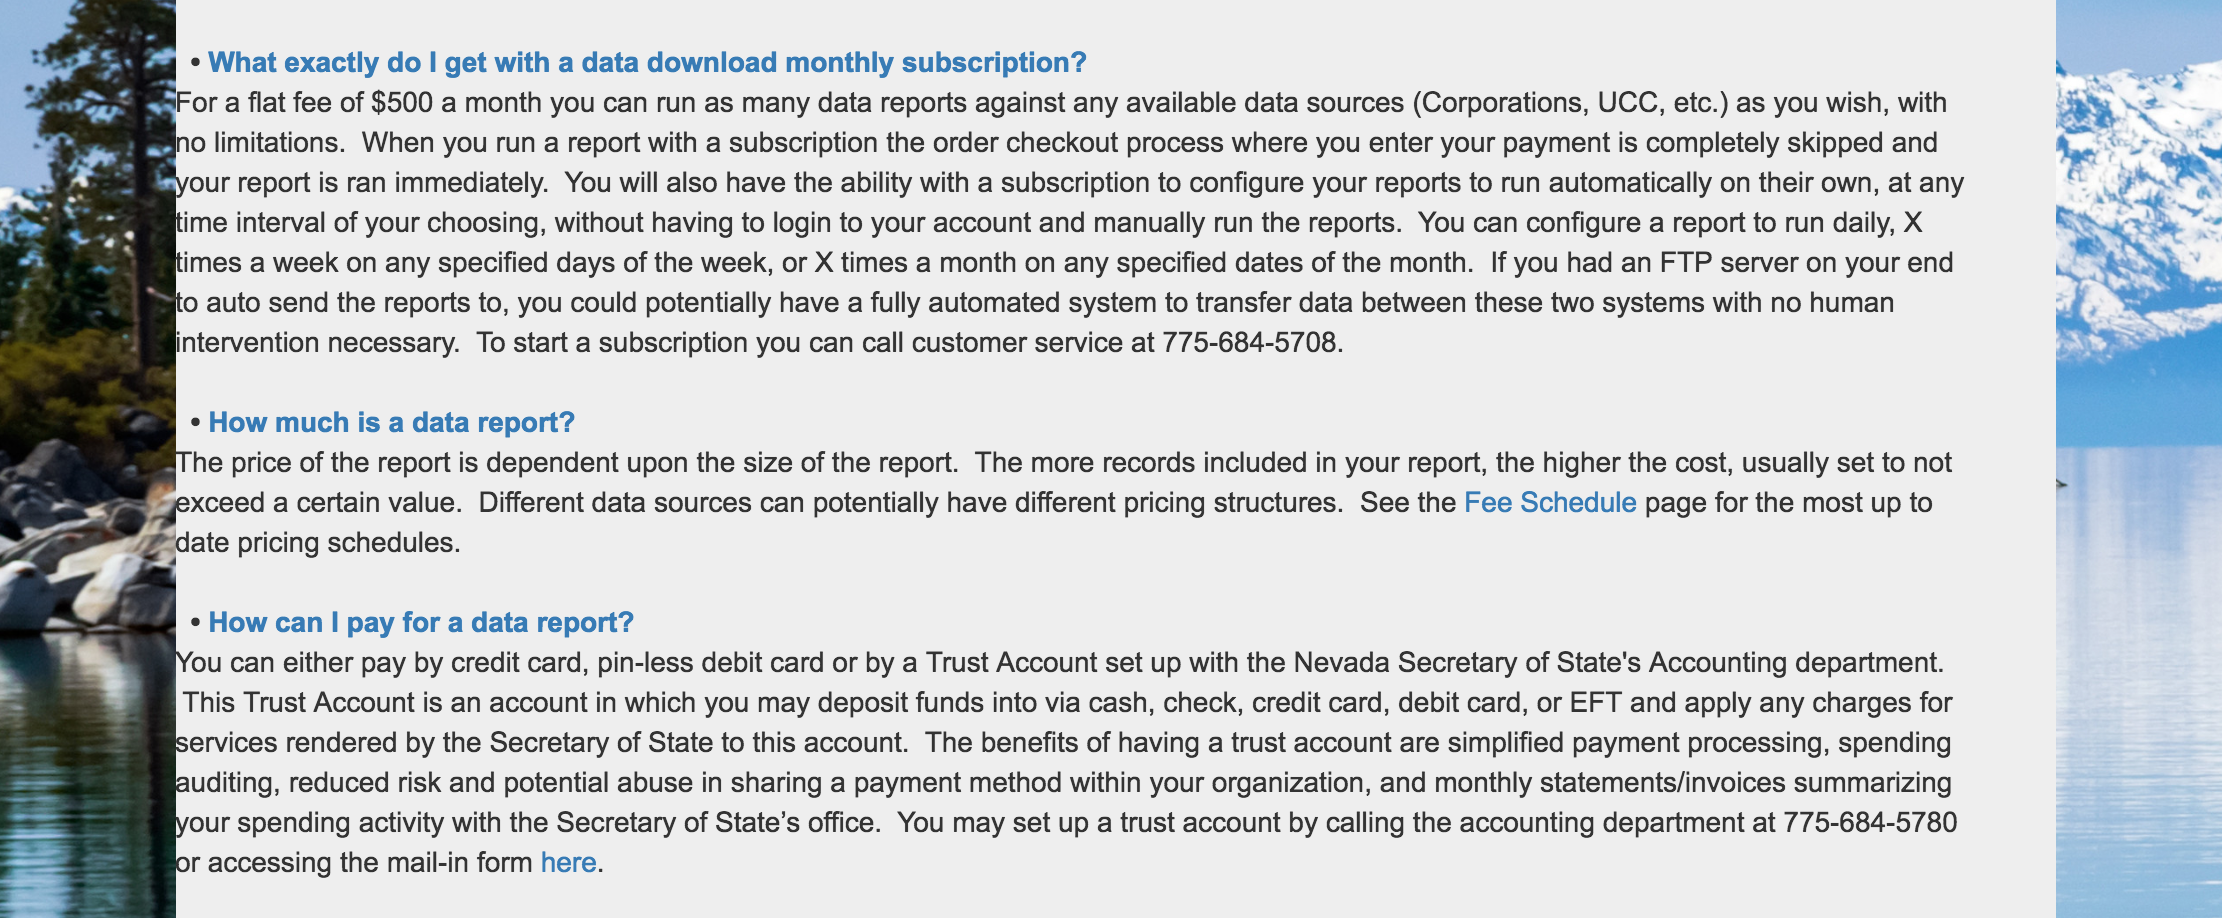 • What exactly do I get with a data download monthly subscription?
For a flat fee of $500 a month you can run as many data reports against any available data sources (Corporations, UCC, etc.) as you wish, with
no limitations.  When you run a report with a subscription the order checkout process where you enter your payment is completely skipped and
your report is ran immediately.  You will also have the ability with a subscription to configure your reports to run automatically on their own, at any
time interval of your choosing, without having to login to your account and manually run the reports.  You can configure a report to run daily, X
times a week on any specified days of the week, or X times a month on any specified dates of the month.  If you had an FTP server on your end
to auto send the reports to, you could potentially have a fully automated system to transfer data between these two systems with no human
intervention necessary.  To start a subscription you can call customer service at 775-684-5708.
• How much is a data report?
The price of the report is dependent upon the size of the report.  The more records included in your report, the higher the cost, usually set to not
exceed a certain value.  Different data sources can potentially have different pricing structures.  See the Fee Schedule page for the most up to
date pricing schedules.
• How can I pay for a data report?
You can either pay by credit card, pin-less debit card or by a Trust Account set up with the Nevada Secretary of State's Accounting department.
This Trust Account is an account in which you may deposit funds into via cash, check, credit card, debit card, or EFT and apply any charges for
services rendered by the Secretary of State to this account.  The benefits of having a trust account are simplified payment processing, spending
auditing, reduced risk and potential abuse in sharing a payment method within your organization, and monthly statements/invoices summarizing
your spending activity with the Secretary of State’s office.  You may set up a trust account by calling the accounting department at 775-684-5780
or accessing the mail-in form here.